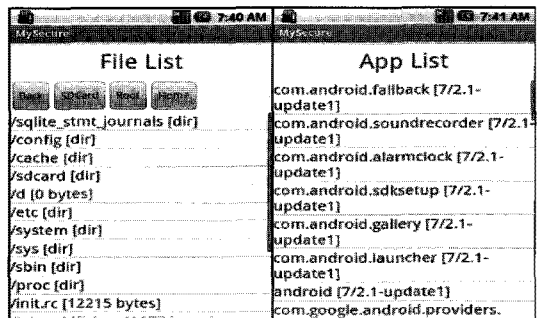 7:40 AM
MySecure
File List
Back SDCard Root Home
/sqlite_stmt_journals [dir]
/config [dir]
/cache [dir]
/sdcard [dir]
/d [0 bytes]
/etc [dir]
/system [dir]
/sys [dir]
/sbin [dir]
/proc [dir]
/init.rc [12215 bytes]
7:41 AM
MySecure
App List
com.android.fallback [7/2.1-
update1]
com.android.soundrecorder [7/2.1-
update1]
com.android.alarmclock [7/2.1-
update1]
com.android.sdksetup [7/2.1-
update1]
com.android.gallery [7/2.1-
update1]
com.android.launcher [7/2.1-
update1]
android [7/2.1-update1]
com.google.android.providers.